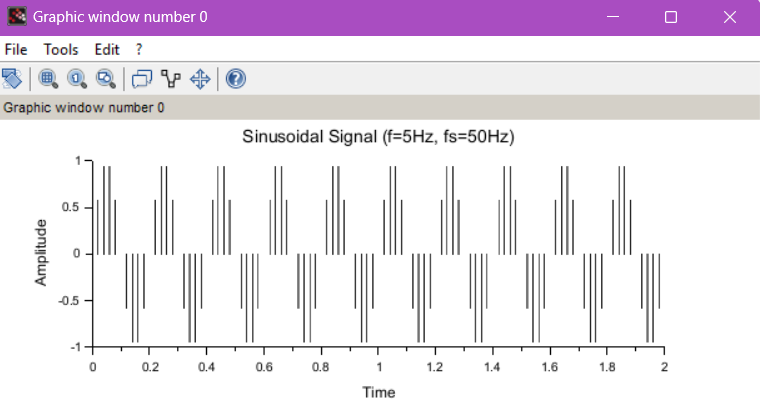 Graphic window number 0
File Tools Edit ?
Graphic window number 0
Sinusoidal Signal (f=5Hz, fs=50Hz)
1
0.5
0
-0.5
-1
Amplitude
0 0.2 0.4 0.6 0.8 1 1.2 1.4 1.6 1.8 2
Time